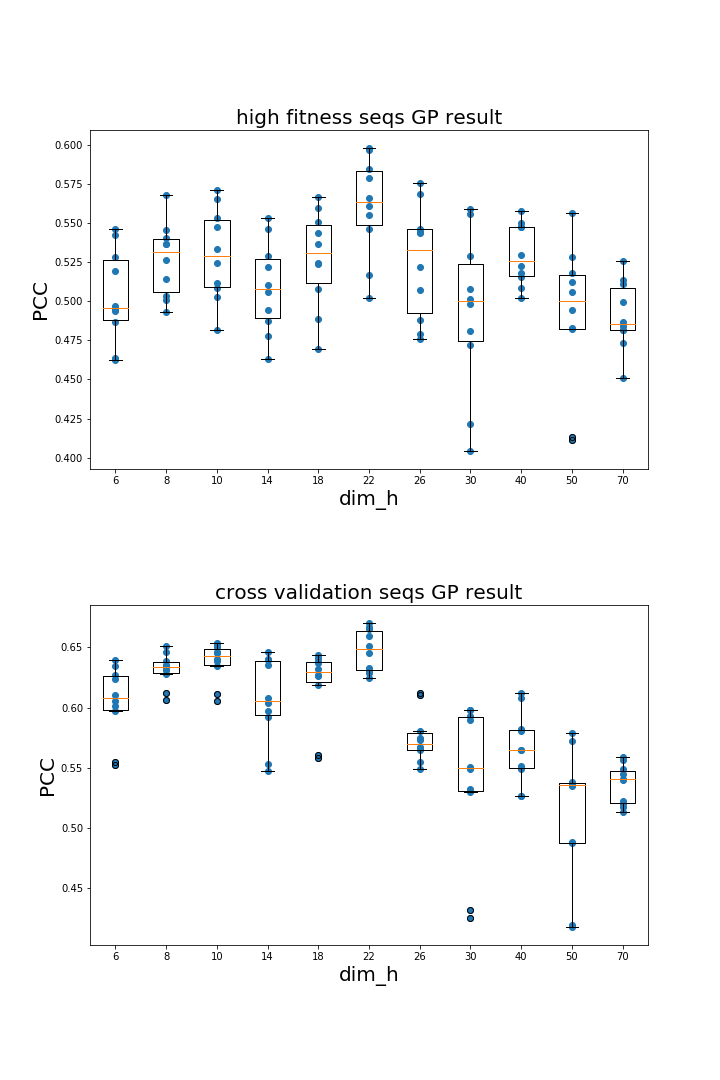 high fitness seqs GP result
PCC
0.600
0.575
0.550
0.525
0.500
0.475
0.450
0.425
0.400
6 8 10 14 18 22 26 30 40 50 70
dim_h
cross validation seqs GP result
PCC
0.65
0.60
0.55
0.50
0.45
6 8 10 14 18 22 26 30 40 50 70
dim_h